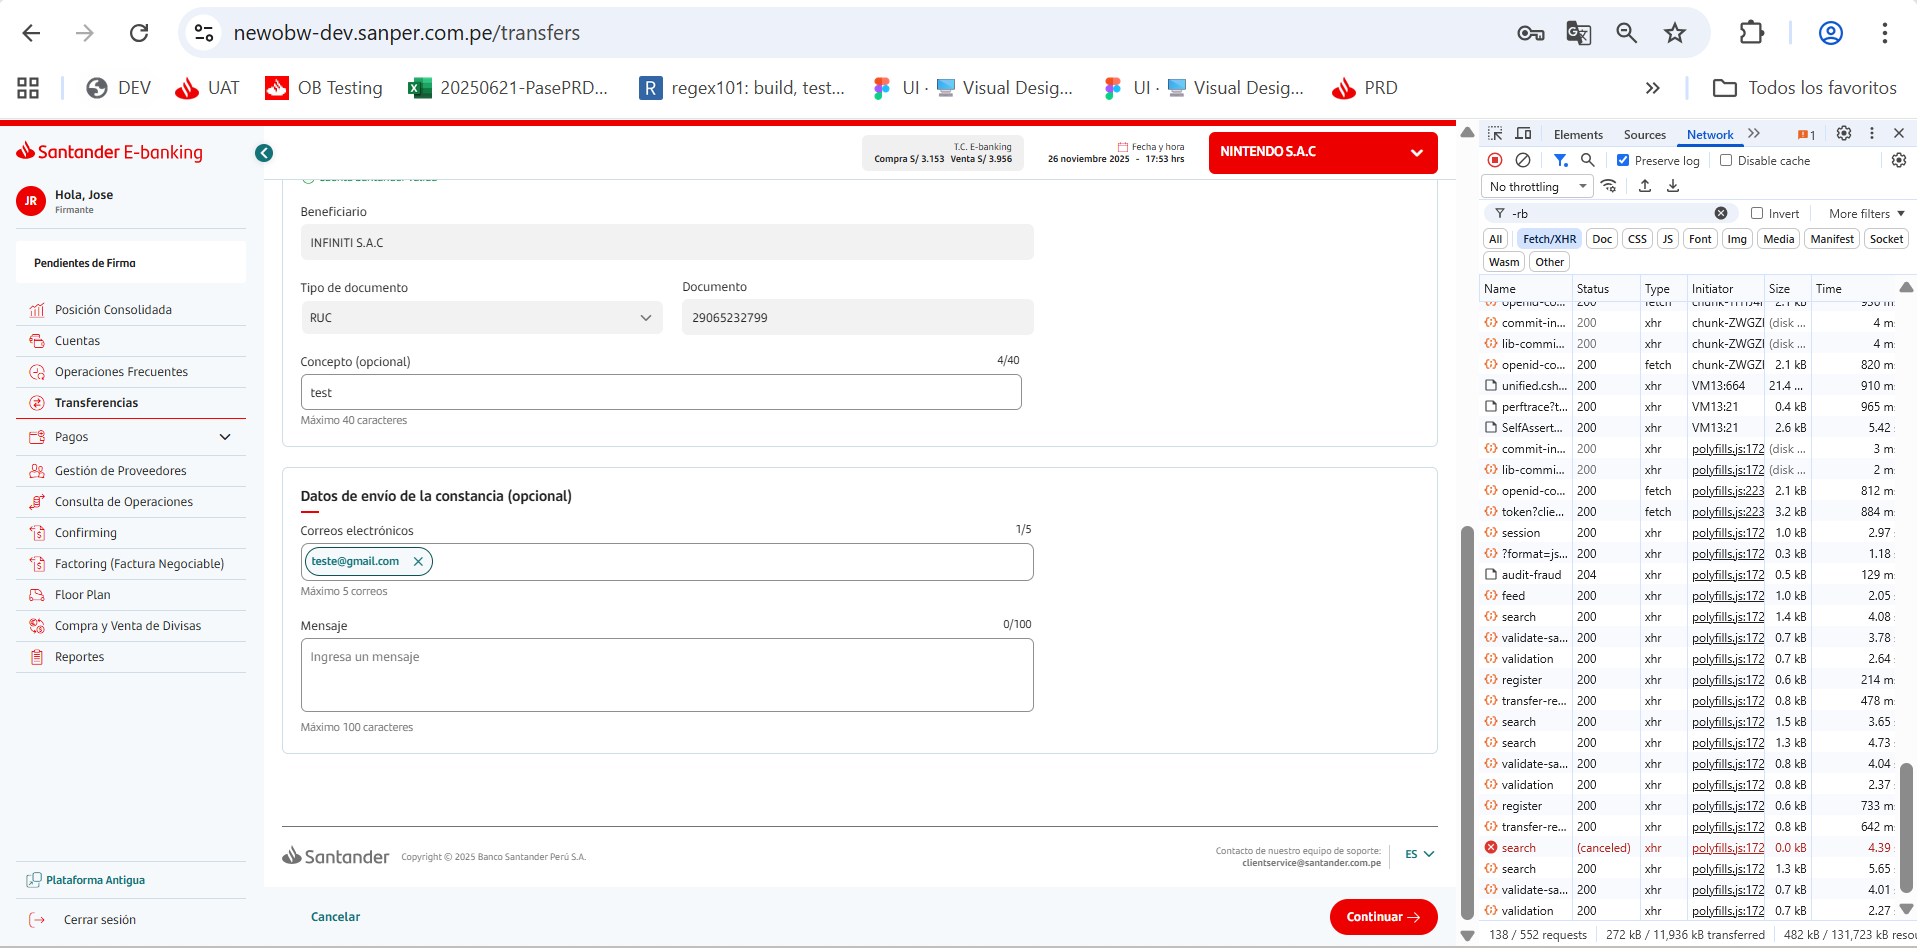 newobw-dev.sanper.com.pe/transfers
DEV
UAT
OB Testing
20250621-PasePRD...
R
regex101: build, test...
UI · Visual Desig...
UI · Visual Desig...
PRD
»
Todos los favoritos
Santander E-banking
JR
Hola, Jose
Firmante
Pendientes de Firma
Posición Consolidada
Cuentas
Operaciones Frecuentes
Transferencias
Pagos
Gestión de Proveedores
Consulta de Operaciones
Confirming
Factoring (Factura Negociable)
Floor Plan
Compra y Venta de Divisas
Reportes
Plataforma Antigua
Cerrar sesión
T.C. E-banking
Compra S/ 3.153 Venta S/ 3.956
Fecha y hora
26 noviembre 2025 - 17:53 hrs
NINTENDO S.A.C
Beneficiario
INFINITI S.A.C
Tipo de documento
Documento
RUC
29065232799
Concepto (opcional)
4/40
test
Máximo 40 caracteres
Datos de envío de la constancia (opcional)
Correos electrónicos
1/5
teste@gmail.com
Máximo 5 correos
Mensaje
0/100
Ingresa un mensaje
Máximo 100 caracteres
Santander
Copyright © 2025 Banco Santander Perú S.A.
Contacto de nuestro equipo de soporte:
clientservice@santander.com.pe
ES
Cancelar
Continuar
Elements Sources Network » 1
Preserve log Disable cache
No throttling
-rb Invert More filters
All Fetch/XHR Doc CSS JS Font Img Media Manifest Socket
Wasm Other
Name Status Type Initiator Size Time
commit-in... 200 xhr chunk-ZWGZI (disk ... 4 m
lib-commi... 200 xhr chunk-ZWGZI (disk ... 4 m
openid-co... 200 fetch chunk-ZWGZI 2.1 kB 820 m
unified.csh... 200 xhr VM13:664 21.4 ... 910 m
perftrace?t... 200 xhr VM13:21 0.4 kB 965 m
SelfAssert... 200 xhr VM13:21 2.6 kB 5.42
commit-in... 200 xhr polyfills.js:172 (disk ... 3 m
lib-commi... 200 xhr polyfills.js:172 (disk ... 2 m
openid-co... 200 fetch polyfills.js:223 2.1 kB 812 m
token?clie... 200 fetch polyfills.js:223 3.2 kB 884 m
session 200 xhr polyfills.js:172 1.0 kB 2.97
?format=js... 200 xhr polyfills.js:172 0.3 kB 1.18
audit-fraud 204 xhr polyfills.js:172 0.5 kB 129 m
feed 200 xhr polyfills.js:172 1.0 kB 2.05
search 200 xhr polyfills.js:172 1.4 kB 4.08
validate-sa... 200 xhr polyfills.js:172 0.7 kB 3.78
validation 200 xhr polyfills.js:172 0.7 kB 2.64
register 200 xhr polyfills.js:172 0.6 kB 214 m
transfer-re... 200 xhr polyfills.js:172 0.8 kB 478 m
search 200 xhr polyfills.js:172 1.5 kB 3.65
search 200 xhr polyfills.js:172 1.3 kB 4.73
validate-sa... 200 xhr polyfills.js:172 0.8 kB 4.04
validation 200 xhr polyfills.js:172 0.8 kB 2.37
register 200 xhr polyfills.js:172 0.6 kB 733 m
transfer-re... 200 xhr polyfills.js:172 0.8 kB 642 m
search (canceled) xhr polyfills.js:172 0.0 kB 4.39
search 200 xhr polyfills.js:172 1.3 kB 5.65
validate-sa... 200 xhr polyfills.js:172 0.7 kB 4.01
validation 200 xhr polyfills.js:172 0.7 kB 2.27
138 / 552 requests 272 kB / 11,936 kB transferred 482 kB / 131,723 kB resou